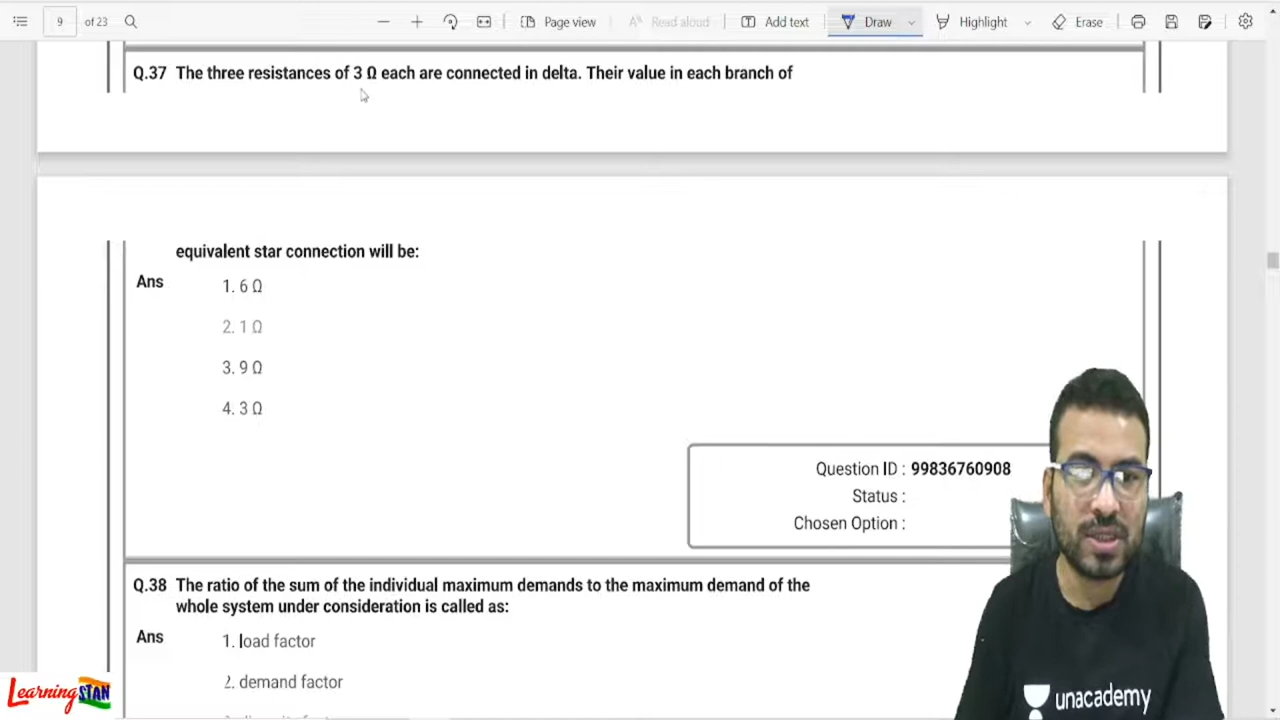 9 of 23 Page view Read aloud Add text Draw Highlight Erase
Q.37 The three resistances of 3 Ω each are connected in delta. Their value in each branch of
equivalent star connection will be:
Ans
1. 6 Ω
2. 1 Ω
3. 9 Ω
4. 3 Ω
Question ID : 99836760908
Status :
Chosen Option :
Q.38 The ratio of the sum of the individual maximum demands to the maximum demand of the
whole system under consideration is called as:
Ans
1. load factor
2. demand factor
Learning STAN
unacademy